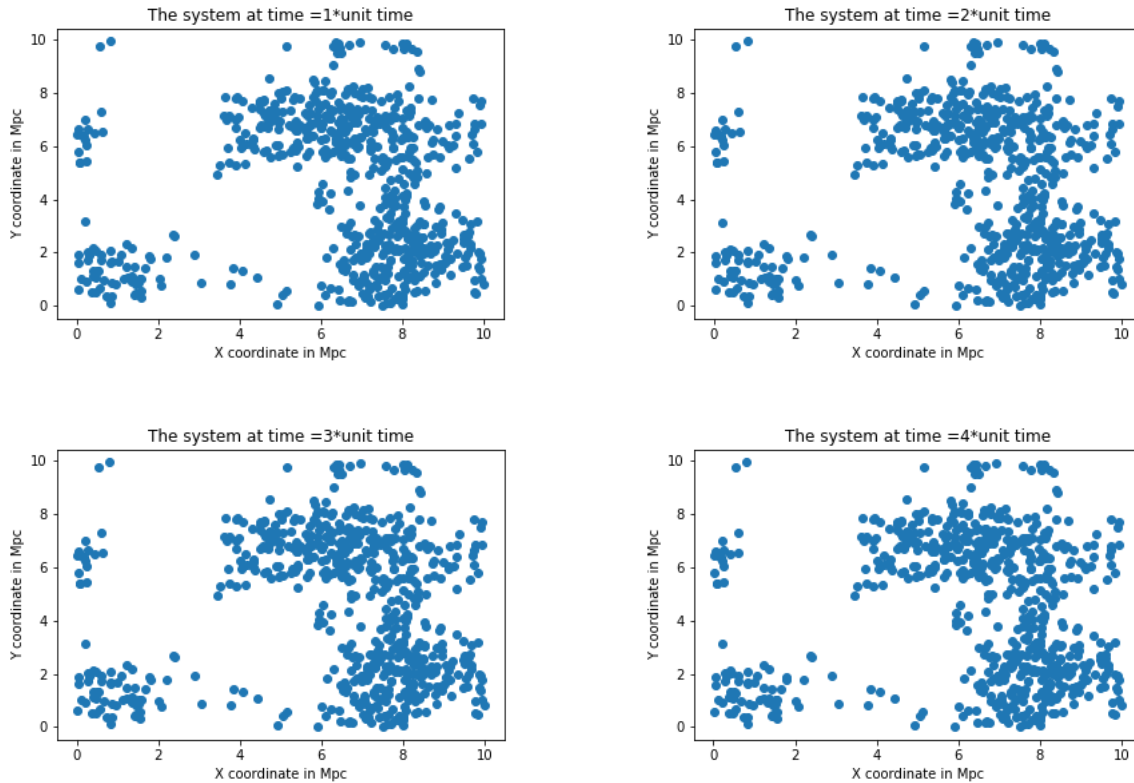 The system at time =1*unit time
10
8
6
4
2
0
Y coordinate in Mpc
0 2 4 6 8 10
X coordinate in Mpc
The system at time =2*unit time
10
8
6
4
2
0
Y coordinate in Mpc
0 2 4 6 8 10
X coordinate in Mpc
The system at time =3*unit time
10
8
6
4
2
0
Y coordinate in Mpc
0 2 4 6 8 10
X coordinate in Mpc
The system at time =4*unit time
10
8
6
4
2
0
Y coordinate in Mpc
0 2 4 6 8 10
X coordinate in Mpc